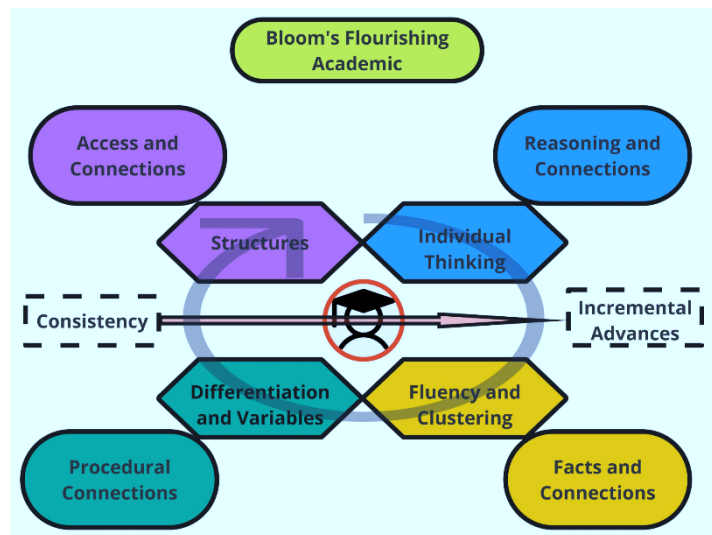 Bloom's Flourishing
Academic
Access and
Connections
Reasoning and
Connections
Structures
Individual
Thinking
Consistency
Incremental
Advances
Differentiation
and Variables
Fluency and
Clustering
Procedural
Connections
Facts and
Connections